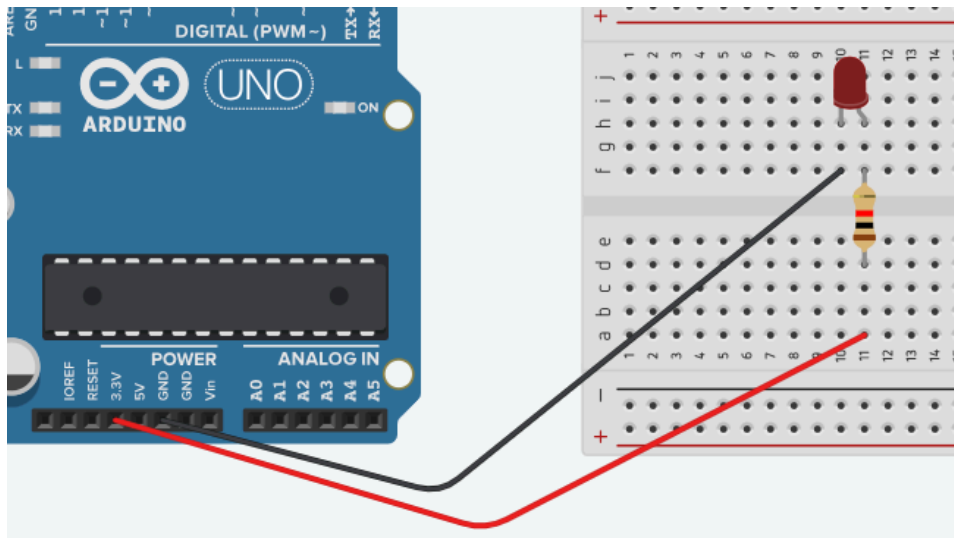 DIGITAL (PWM~)
TX→
RX←
L
TX
RX
UNO
ON
ARDUINO
POWER
ANALOG IN
IOREF
RESET
3.3V
5V
GND
GND
Vin
A0
A1
A2
A3
A4
A5
+
1 2 3 4 5 6 7 8 9 10 11 12 13 14
j
i
h
g
f
e
d
c
b
a
1 2 3 4 5 6 7 8 9 10 11 12 13 14
−
+